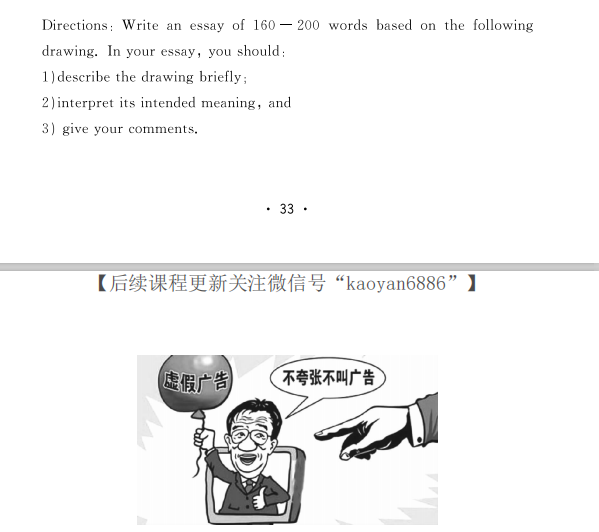 Directions: Write an essay of 160 — 200 words based on the following
drawing. In your essay, you should:
1)describe the drawing briefly;
2)interpret its intended meaning, and
3) give your comments.
· 33 ·
【后续课程更新关注微信号“kaoyan6886”】
虚假广告
不夸张不叫广告